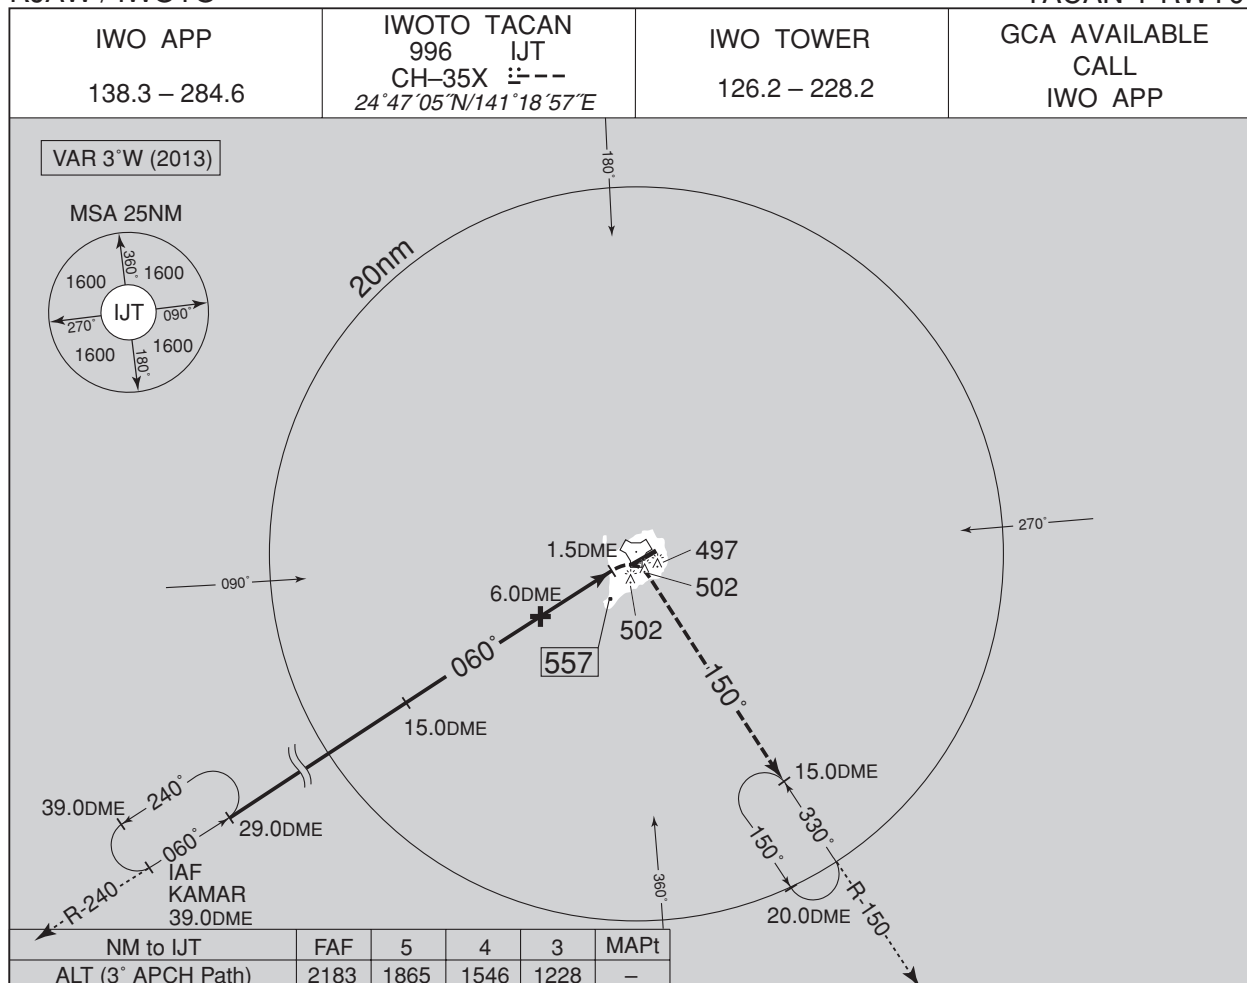 IWO APP
138.3 – 284.6
IWOTO TACAN
996 IJT
CH–35X
24°47´05˝N/141°18´57˝E
IWO TOWER
126.2 – 228.2
GCA AVAILABLE
CALL
IWO APP
VAR 3°W (2013)
MSA 25NM
360°
1600
1600
IJT
270°
090°
1600
1600
180°
180°
20nm
270°
090°
1.5DME
497
6.0DME
502
502
557
060°
150°
15.0DME
15.0DME
240°
39.0DME
060°
29.0DME
330°
150°
IAF
KAMAR
39.0DME
R-240
360°
20.0DME
R-150
NM to IJT FAF 5 4 3 MAPt
ALT (3° APCH Path) 2183 1865 1546 1228 –